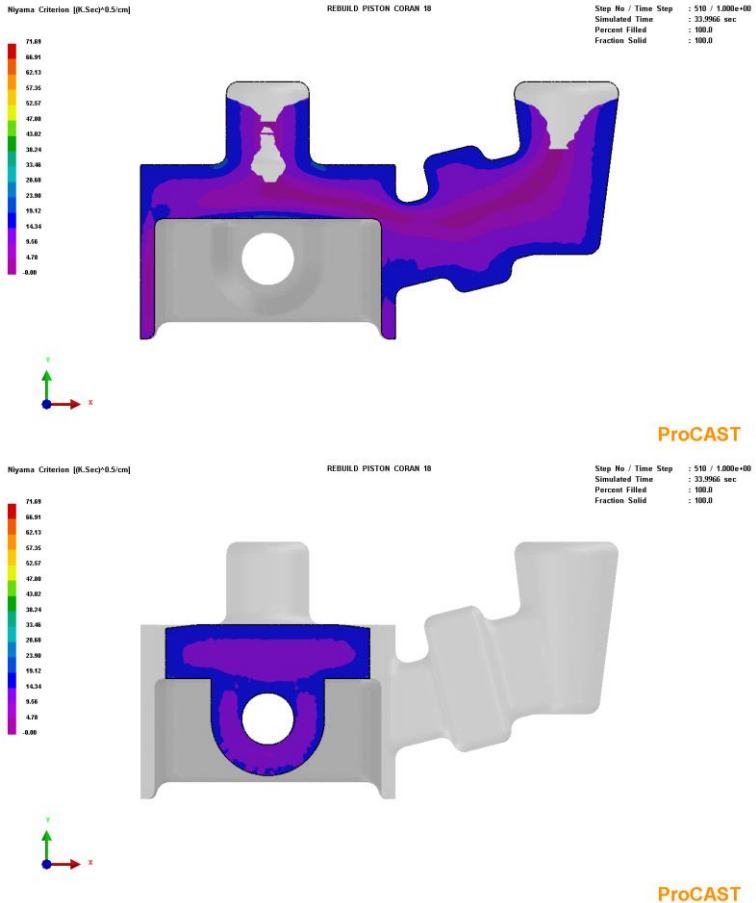 Niyama Criterion [(K.Sec)^0.5/cm]
REBUILD PISTON CORAN 18
Step No / Time Step : 510 / 1.000e+00
Simulated Time : 33.9966 sec
Percent Filled : 100.0
Fraction Solid : 100.0
71.69
66.91
62.13
57.35
52.57
47.80
43.02
38.24
33.46
28.68
23.90
19.12
14.34
9.56
4.78
-0.00
Y
X
ProCAST
Niyama Criterion [(K.Sec)^0.5/cm]
REBUILD PISTON CORAN 18
Step No / Time Step : 510 / 1.000e+00
Simulated Time : 33.9966 sec
Percent Filled : 100.0
Fraction Solid : 100.0
71.69
66.91
62.13
57.35
52.57
47.80
43.02
38.24
33.46
28.68
23.90
19.12
14.34
9.56
4.78
-0.00
Y
X
ProCAST